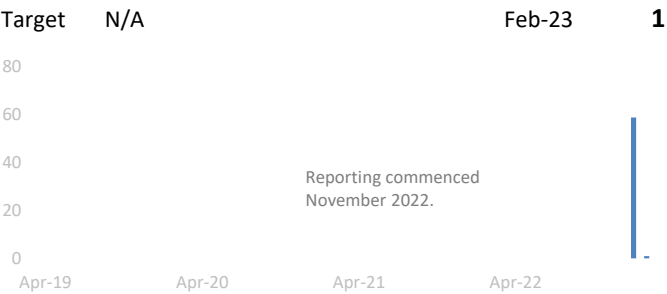 Target N/A Feb-23 1
80
60
40
Reporting commenced
November 2022.
20
0
Apr-19 Apr-20 Apr-21 Apr-22